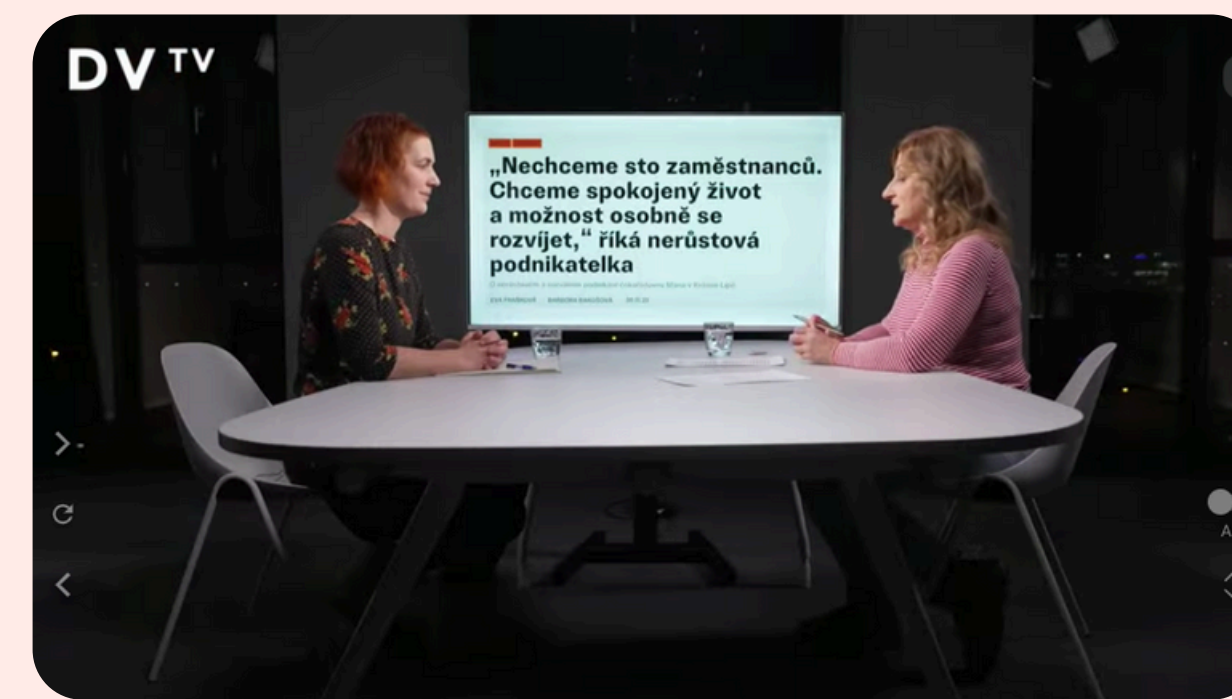 DV TV
„Nechceme sto zaměstnanců.
Chceme spokojený život
a možnost osobně se
rozvíjet,“ říká nerůstová
podnikatelka
A